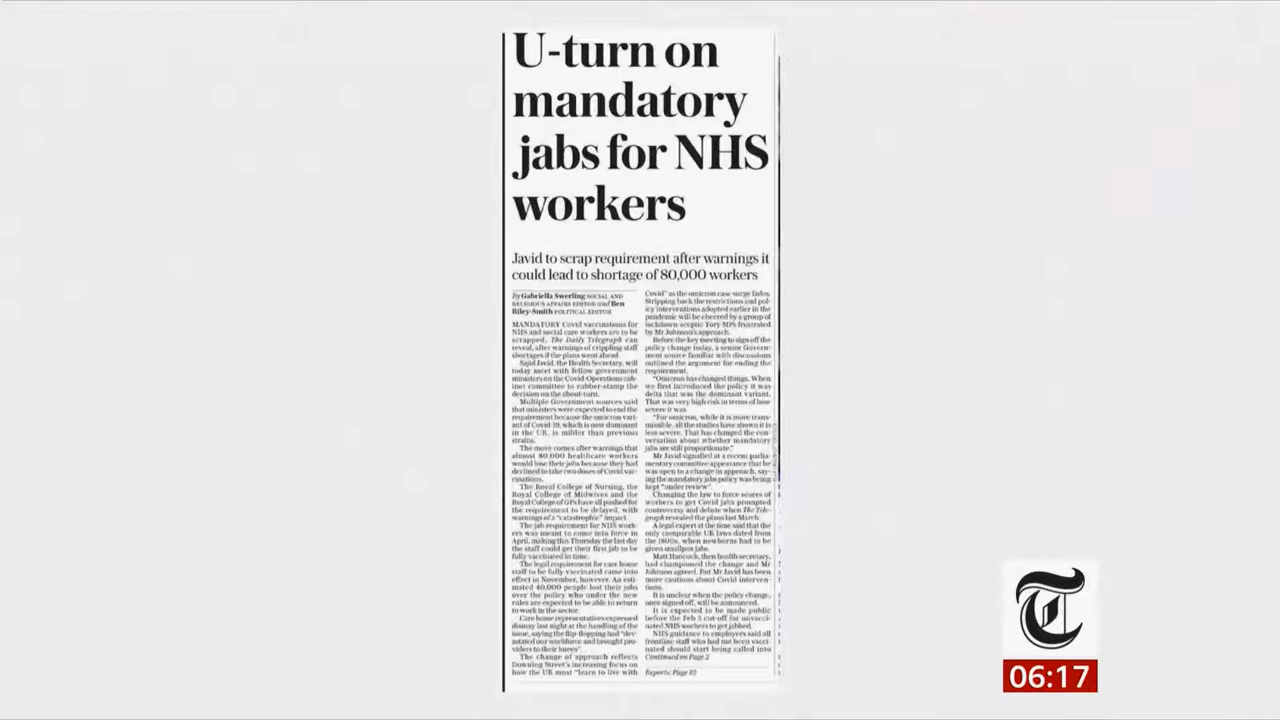 U-turn on
mandatory
jabs for NHS
workers
Javid to scrap requirement after warnings it
could lead to shortage of 80,000 workers
By Gabriella Swerling SOCIAL AND
RELIGIOUS AFFAIRS EDITOR and Ben
Riley-Smith POLITICAL EDITOR
MANDATORY Covid vaccinations for
NHS and social care workers are to be
scrapped, The Daily Telegraph can
reveal, after warnings of crippling staff
shortages if the plans went ahead.
Sajid Javid, the Health Secretary, will
today meet with fellow government
ministers on the Covid-Operations cab-
inet committee to rubber-stamp the
decision on the about-turn.
Multiple Government sources said
that ministers were expected to end the
requirement because the omicron vari-
ant of Covid-19, which is now dominant
in the UK, is milder than previous
strains.
The move comes after warnings that
almost 80,000 healthcare workers
would lose their jobs because they had
declined to take two doses of Covid vac-
cinations.
The Royal College of Nursing, the
Royal College of Midwives and the
Royal College of GPs have all pushed for
the requirement to be delayed, with
warnings of a "catastrophic" impact.
The jab requirement for NHS work-
ers was meant to come into force in
April, making this Thursday the last day
the staff could get their first jab to be
fully vaccinated in time.
The legal requirement for care home
staff to be fully vaccinated came into
effect in November, however. An esti-
mated 40,000 people lost their jobs
over the policy who under the new
rules are expected to be able to return
to work in the sector.
Care home representatives expressed
dismay last night at the handling of the
issue, saying the flip-flopping had "dev-
astated our workforce and brought pro-
viders to their knees".
The change of approach reflects
Downing Street's increasing focus on
how the UK must "learn to live with
Covid" as the omicron case surge fades.
Stripping back the restrictions and pol-
icy interventions adopted earlier in the
pandemic will be cheered by a group of
lockdown-sceptic Tory MPs frustrated
by Mr Johnson's approach.
Before the key meeting to sign off the
policy change today, a senior Govern-
ment source familiar with discussions
outlined the argument for ending the
requirement.
"Omicron has changed things. When
we first introduced the policy it was
delta that was the dominant variant.
That was very high risk in terms of how
severe it was.
"For omicron, while it is more trans-
missible, all the studies have shown it is
less severe. That has changed the con-
versation about whether mandatory
jabs are still proportionate."
Mr Javid signalled at a recent parlia-
mentary committee appearance that he
was open to a change in approach, say-
ing the mandatory jabs policy was being
kept "under review".
Changing the law to force scores of
workers to get Covid jabs prompted
controversy and debate when The Tele-
graph revealed the plans last March.
A legal expert at the time said that the
only comparable UK laws dated from
the 1800s, when newborns had to be
given smallpox jabs.
Matt Hancock, then health secretary,
had championed the change and Mr
Johnson agreed. But Mr Javid has been
more cautious about Covid interven-
tions.
It is unclear when the policy change,
once signed off, will be announced.
It is expected to be made public
before the Feb 3 cut-off for unvacci-
nated NHS workers to get jabbed.
NHS guidance to employers said all
frontline staff who had not been vacci-
nated should start being called into
Continued on Page 2
Reports: Page 10
T
06:17